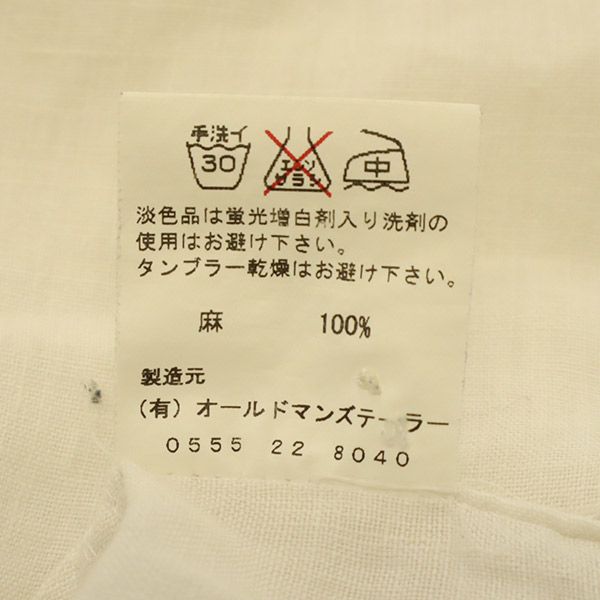 手洗イ
30 エンソ 中
サラシ
淡色品は蛍光増白剤入り洗剤の
使用はお避け下さい。
タンブラー乾燥はお避け下さい。
麻 100%
製造元
(有) オールドマンズテーラー
0555 22 8040